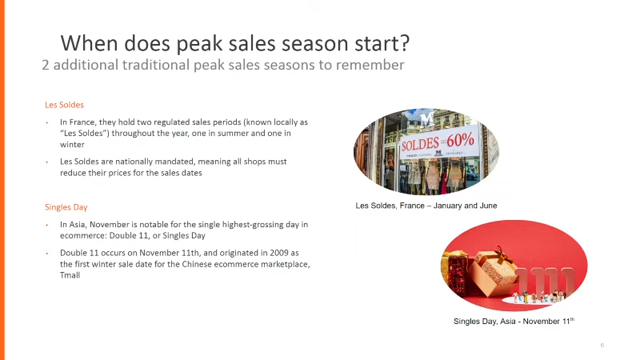 When does peak sales season start?
2 additional traditional peak sales seasons to remember
Les Soldes
• In France, they hold two regulated sales periods (known locally as
“Les Soldes”) throughout the year, one in summer and one in
winter
• Les Soldes are nationally mandated, meaning all shops must
reduce their prices for the sales dates
SOLDES -60%
Les Soldes, France – January and June
Singles Day
• In Asia, November is notable for the single highest-grossing day in
ecommerce: Double 11, or Singles Day
• Double 11 occurs on November 11th, and originated in 2009 as
the first winter sale date for the Chinese ecommerce marketplace,
Tmall
1111
Singles Day, Asia - November 11th
6